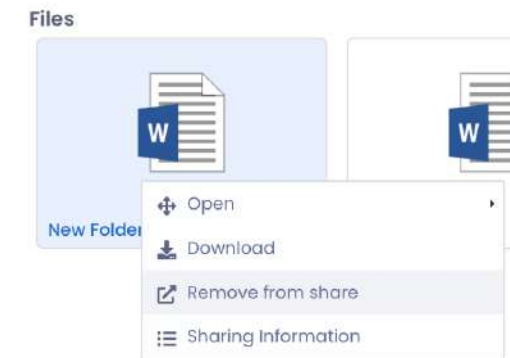 Files
W
W
New Folder
Open
Download
Remove from share
Sharing Information